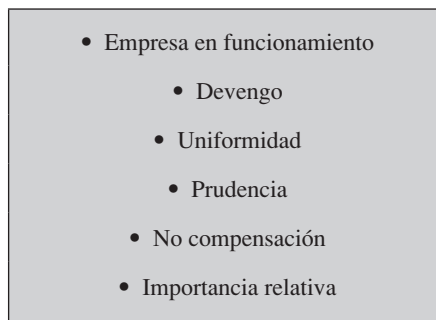 • Empresa en funcionamiento
• Devengo
• Uniformidad
• Prudencia
• No compensación
• Importancia relativa